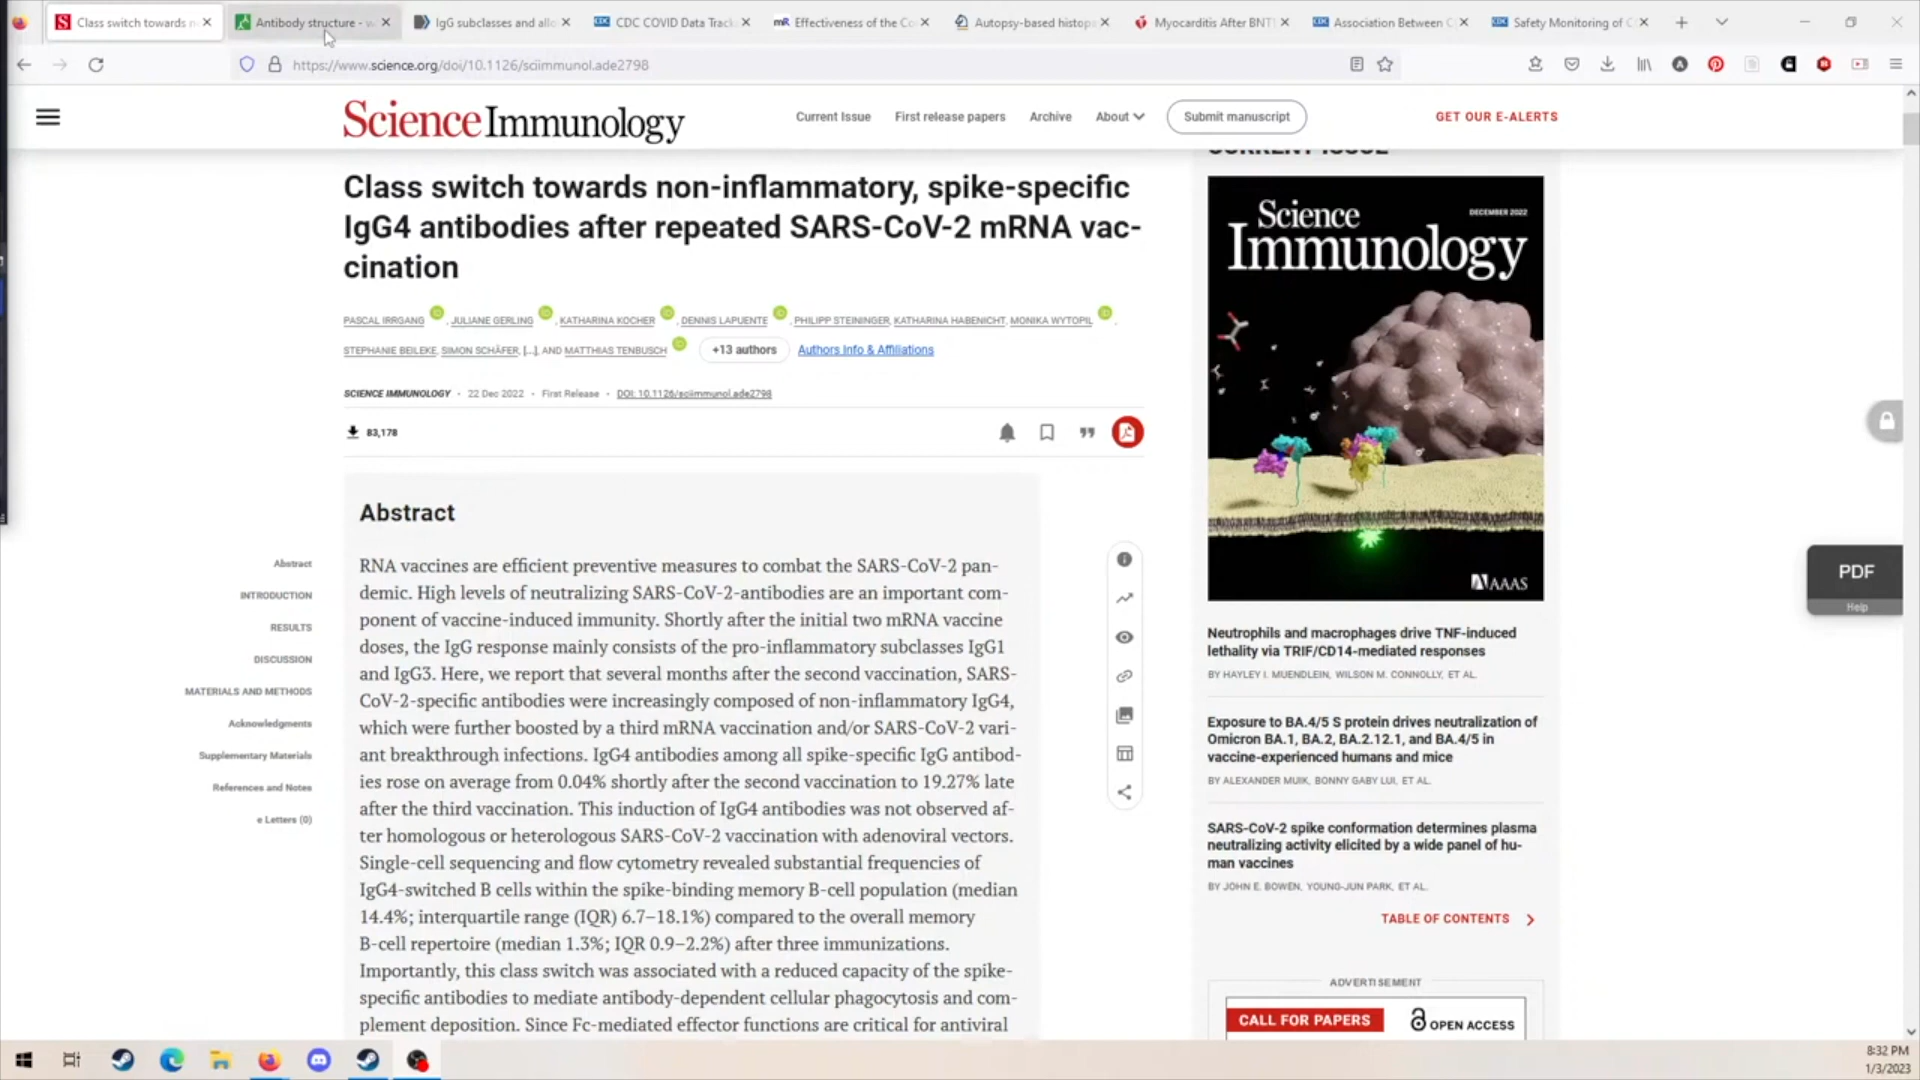 Class switch towards n
Antibody structure - w
IgG subclasses and allo
CDC COVID Data Track
Effectiveness of the Co
Autopsy-based histop
Myocarditis After BNT
Association Between C
Safety Monitoring of C
https://www.science.org/doi/10.1126/sciimmunol.ade2798
Science Immunology
Current Issue
First release papers
Archive
About
Submit manuscript
GET OUR E-ALERTS
CURRENT ISSUE
Class switch towards non-inflammatory, spike-specific
IgG4 antibodies after repeated SARS-CoV-2 mRNA vac-
cination
PASCAL IRRGANG, JULIANE GERLING, KATHARINA KOCHER, DENNIS LAPUENTE, PHILIPP STEININGER, KATHARINA HABENICHT, MONIKA WYTOPIL,
STEPHANIE BEILEKE, SIMON SCHÄFER, [...], AND MATTHIAS TENBUSCH +13 authors Authors Info & Affiliations
SCIENCE IMMUNOLOGY • 22 Dec 2022 • First Release • DOI: 10.1126/sciimmunol.ade2798
83,178
Abstract
RNA vaccines are efficient preventive measures to combat the SARS-CoV-2 pan-
demic. High levels of neutralizing SARS-CoV-2-antibodies are an important com-
ponent of vaccine-induced immunity. Shortly after the initial two mRNA vaccine
doses, the IgG response mainly consists of the pro-inflammatory subclasses IgG1
and IgG3. Here, we report that several months after the second vaccination, SARS-
CoV-2-specific antibodies were increasingly composed of non-inflammatory IgG4,
which were further boosted by a third mRNA vaccination and/or SARS-CoV-2 vari-
ant breakthrough infections. IgG4 antibodies among all spike-specific IgG antibod-
ies rose on average from 0.04% shortly after the second vaccination to 19.27% late
after the third vaccination. This induction of IgG4 antibodies was not observed af-
ter homologous or heterologous SARS-CoV-2 vaccination with adenoviral vectors.
Single-cell sequencing and flow cytometry revealed substantial frequencies of
IgG4-switched B cells within the spike-binding memory B-cell population (median
14.4%; interquartile range (IQR) 6.7–18.1%) compared to the overall memory
B-cell repertoire (median 1.3%; IQR 0.9–2.2%) after three immunizations.
Importantly, this class switch was associated with a reduced capacity of the spike-
specific antibodies to mediate antibody-dependent cellular phagocytosis and com-
plement deposition. Since Fc-mediated effector functions are critical for antiviral
Abstract
INTRODUCTION
RESULTS
DISCUSSION
MATERIALS AND METHODS
Acknowledgments
Supplementary Materials
References and Notes
e Letters (0)
Science
Immunology
DECEMBER 2022
AAAS
Neutrophils and macrophages drive TNF-induced
lethality via TRIF/CD14-mediated responses
BY HAYLEY I. MUENDLEIN, WILSON M. CONNOLLY, ET AL.
Exposure to BA.4/5 S protein drives neutralization of
Omicron BA.1, BA.2, BA.2.12.1, and BA.4/5 in
vaccine-experienced humans and mice
BY ALEXANDER MUIK, BONNY GABY LUI, ET AL.
SARS-CoV-2 spike conformation determines plasma
neutralizing activity elicited by a wide panel of hu-
man vaccines
BY JOHN E. BOWEN, YOUNG-JUN PARK, ET AL.
TABLE OF CONTENTS
ADVERTISEMENT
CALL FOR PAPERS
OPEN ACCESS
PDF
Help
8:32 PM
1/3/2023